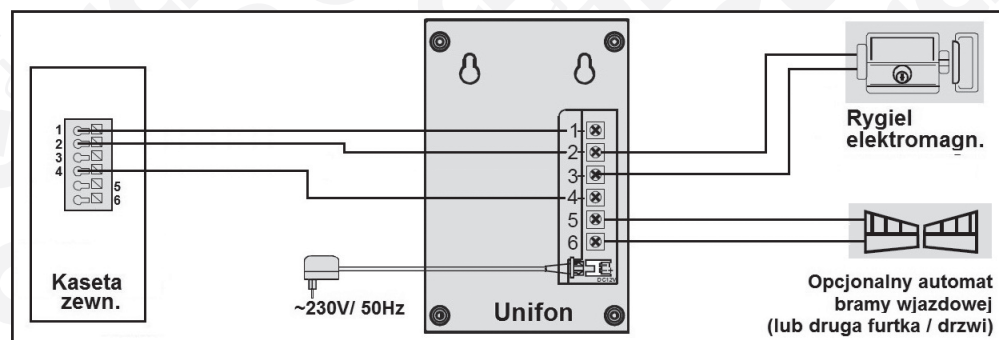 1
2
3
4
5
6
Kaseta
zewn.
~230V/ 50Hz
1
2
3
4
5
6
DC12V
Unifon
Rygiel
elektromagn.
Opcjonalny automat
bramy wjazdowej
(lub druga furtka / drzwi)